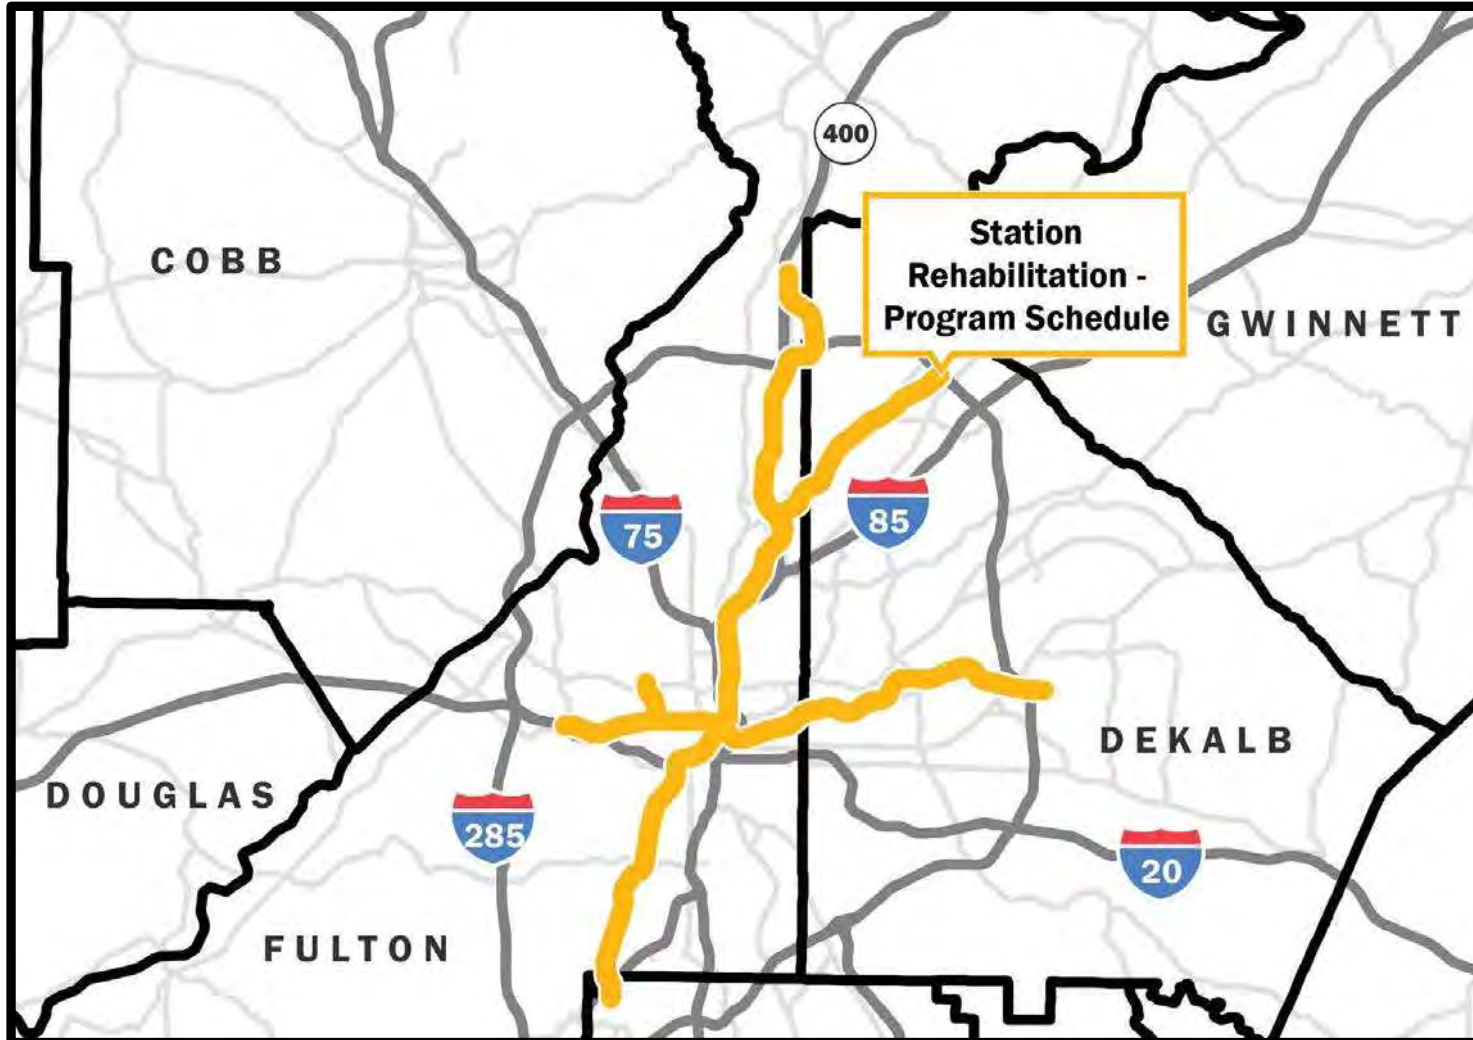 400
Station
Rehabilitation -
Program Schedule
COBB
GWINNETT
75
85
DEKALB
DOUGLAS
285
20
FULTON